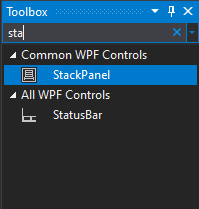 Toolbox
sta
Common WPF Controls
StackPanel
All WPF Controls
StatusBar